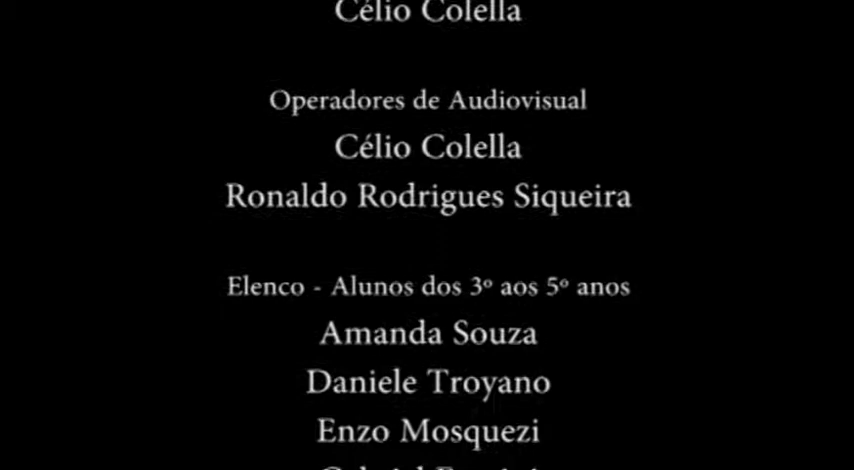 Célio Colella
Operadores de Audiovisual
Célio Colella
Ronaldo Rodrigues Siqueira
Elenco - Alunos dos 3º aos 5º anos
Amanda Souza
Daniele Troyano
Enzo Mosquezi